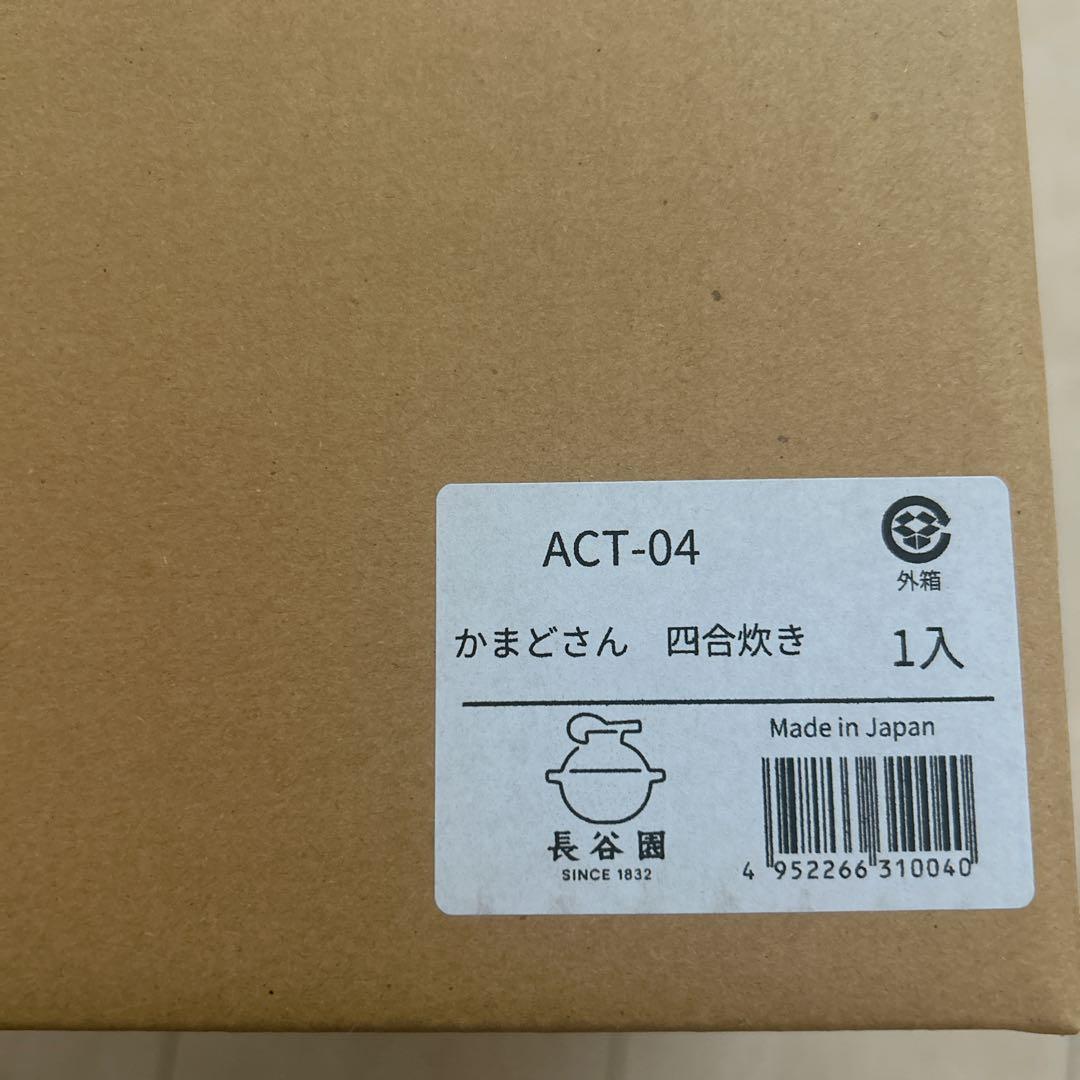 ACT-04
外箱
かまどさん 四合炊き 1入
Made in Japan
長谷園
SINCE 1832
4 952266 310040